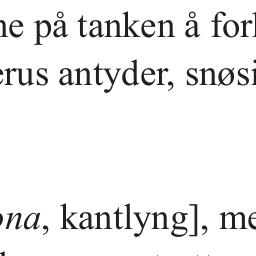 ne på tanken å for
erus antyder, snøsi
ona, kantlyng], me